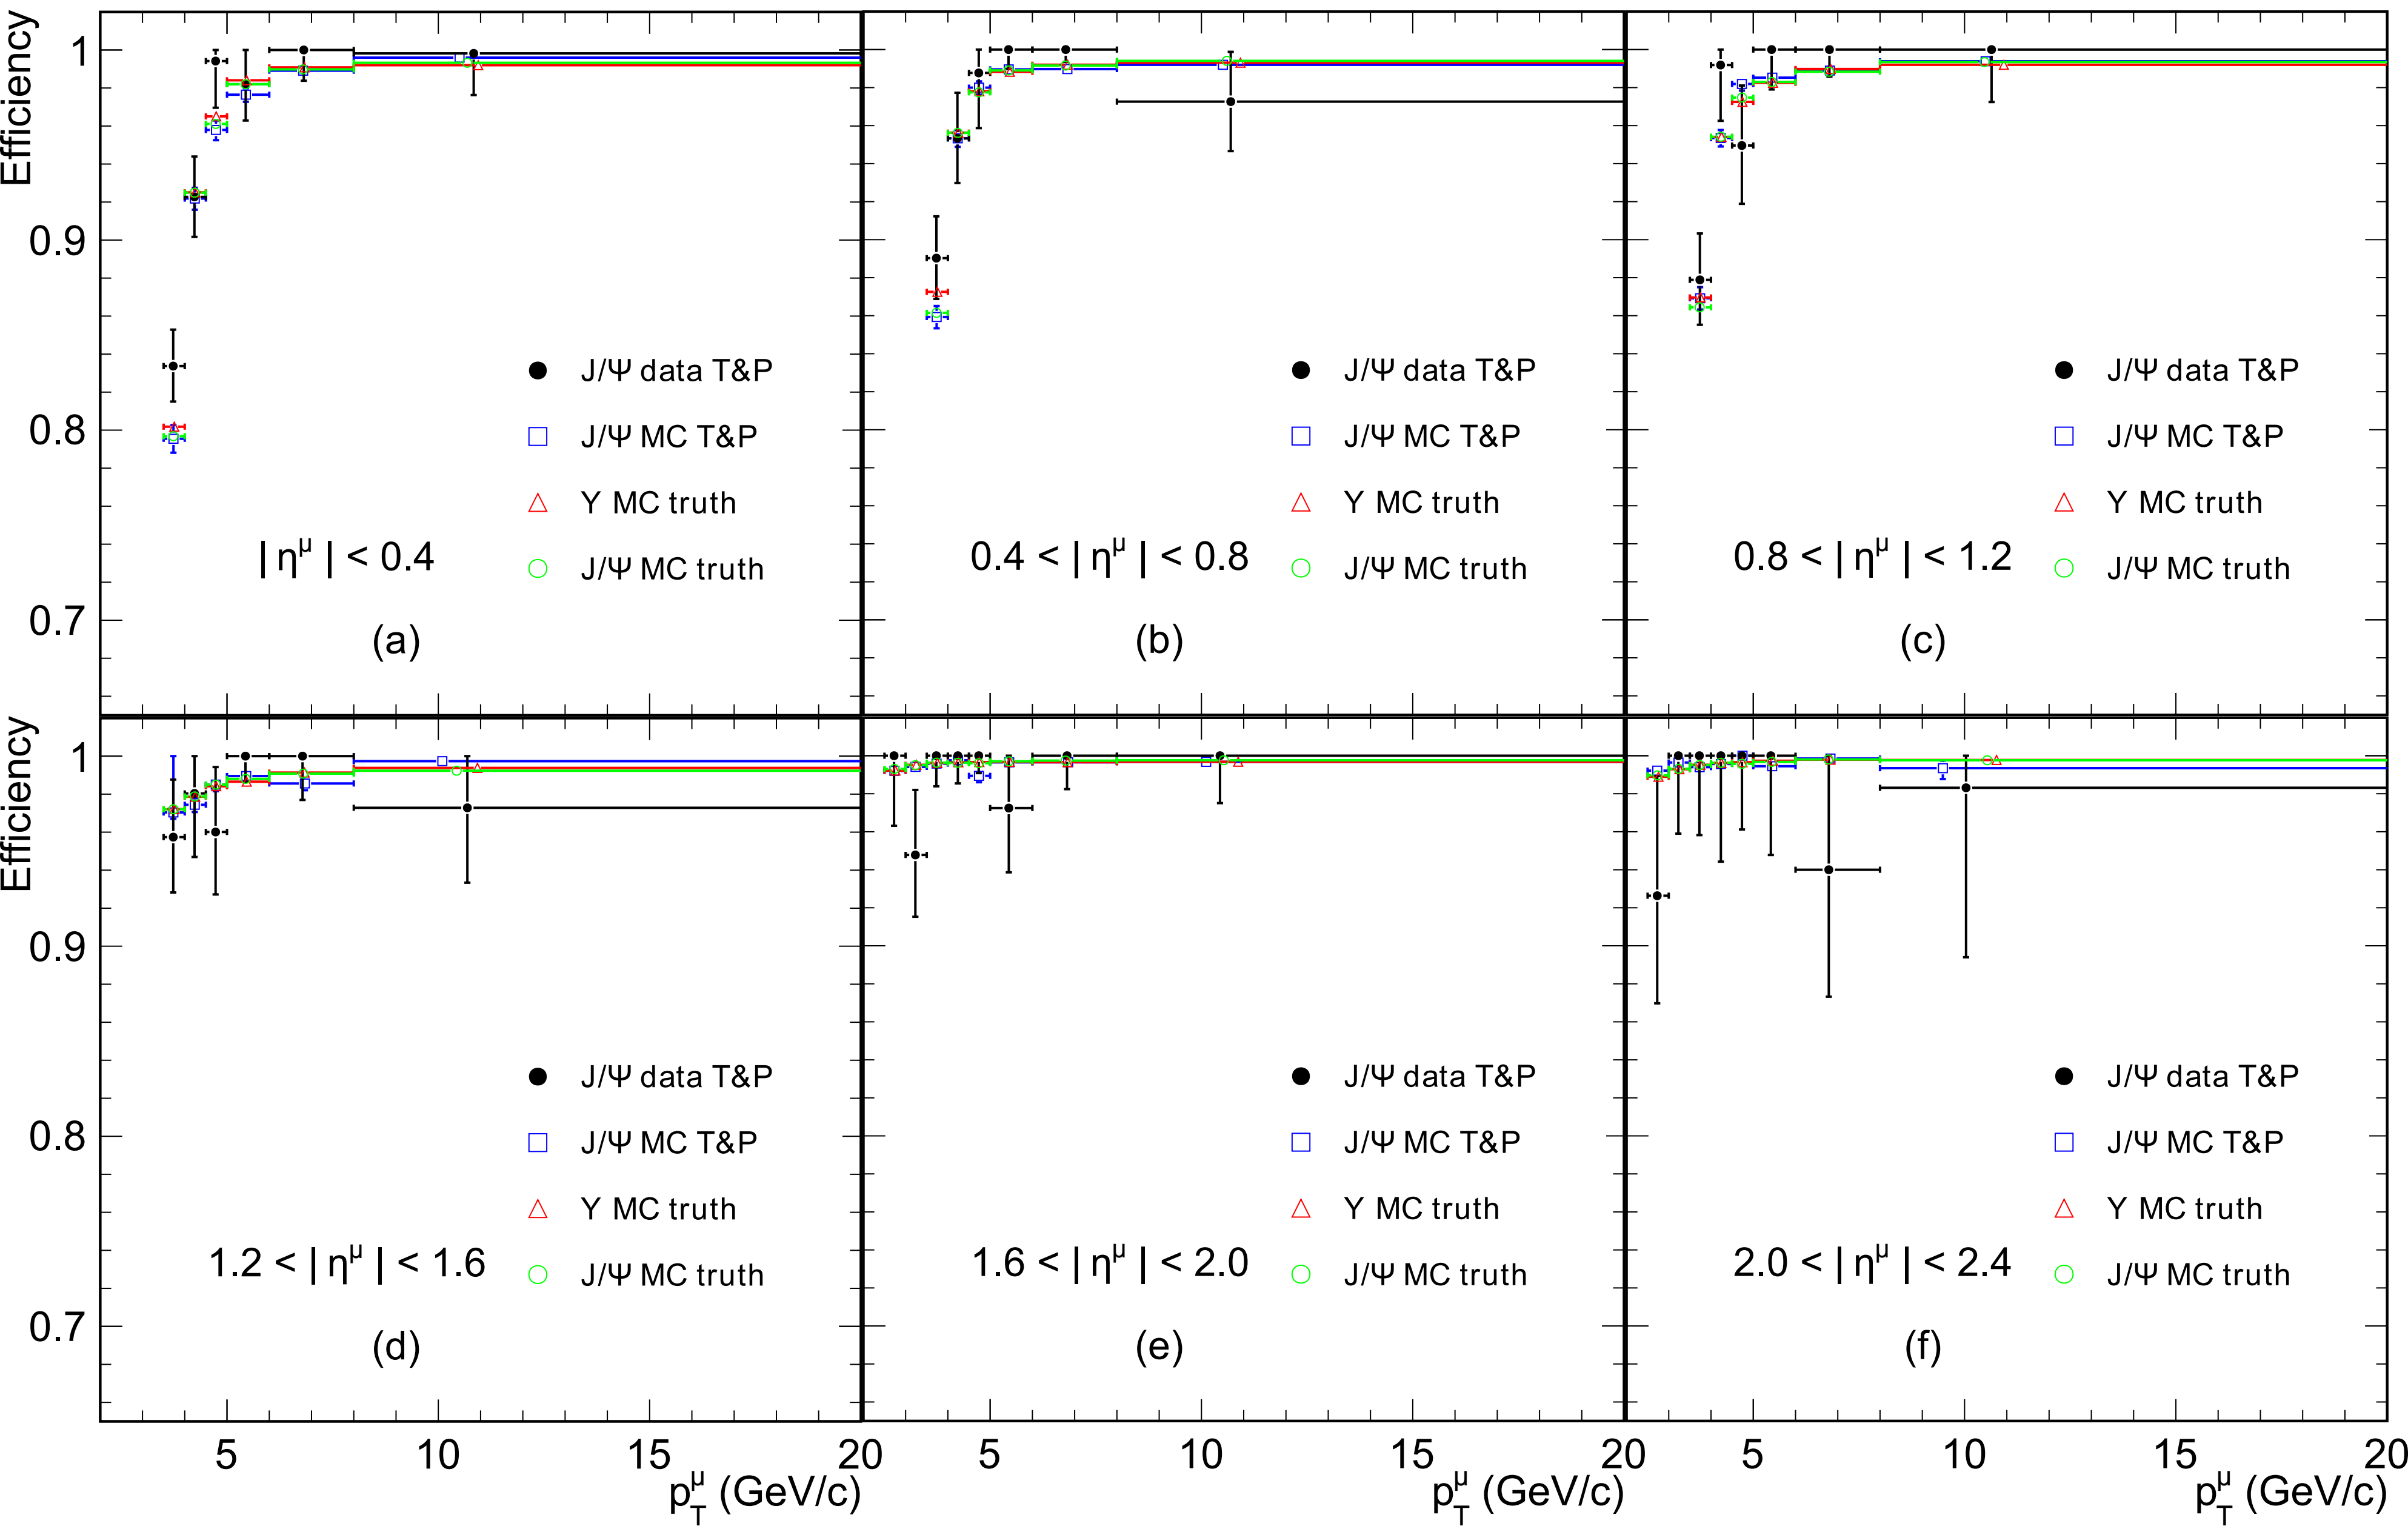 Efficiency
1
0.9
0.8
0.7
J/Ψ data T&P
J/Ψ MC T&P
Υ MC truth
J/Ψ MC truth
| η^μ | < 0.4
(a)
J/Ψ data T&P
J/Ψ MC T&P
Υ MC truth
J/Ψ MC truth
0.4 < | η^μ | < 0.8
(b)
J/Ψ data T&P
J/Ψ MC T&P
Υ MC truth
J/Ψ MC truth
0.8 < | η^μ | < 1.2
(c)
Efficiency
1
0.9
0.8
0.7
J/Ψ data T&P
J/Ψ MC T&P
Υ MC truth
J/Ψ MC truth
1.2 < | η^μ | < 1.6
(d)
J/Ψ data T&P
J/Ψ MC T&P
Υ MC truth
J/Ψ MC truth
1.6 < | η^μ | < 2.0
(e)
J/Ψ data T&P
J/Ψ MC T&P
Υ MC truth
J/Ψ MC truth
2.0 < | η^μ | < 2.4
(f)
5 10 15 20 5 10 15 20 5 10 15 20
p_T^μ (GeV/c) p_T^μ (GeV/c) p_T^μ (GeV/c)